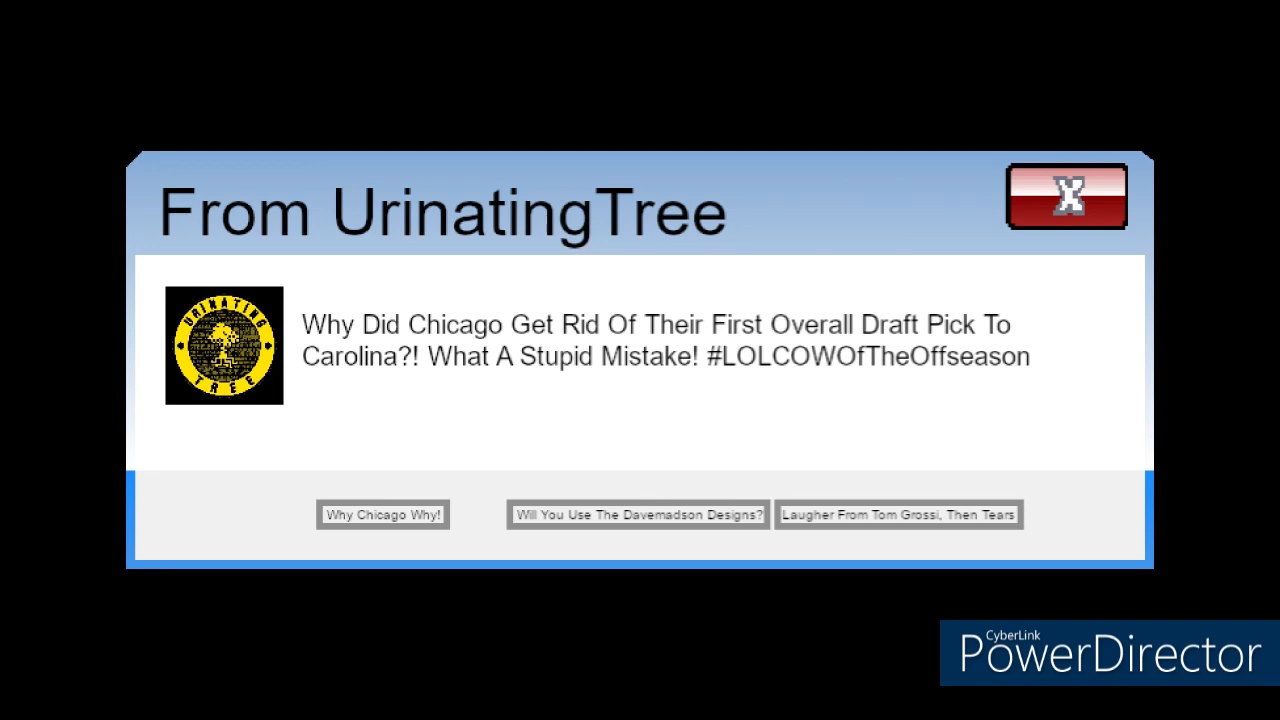 From UrinatingTree
X
URINATING
TREE
Why Did Chicago Get Rid Of Their First Overall Draft Pick To
Carolina?! What A Stupid Mistake! #LOLCOWOfTheOffseason
Why Chicago Why!
Will You Use The Davemadson Designs?
Laugher From Tom Grossi, Then Tears
CyberLink
PowerDirector